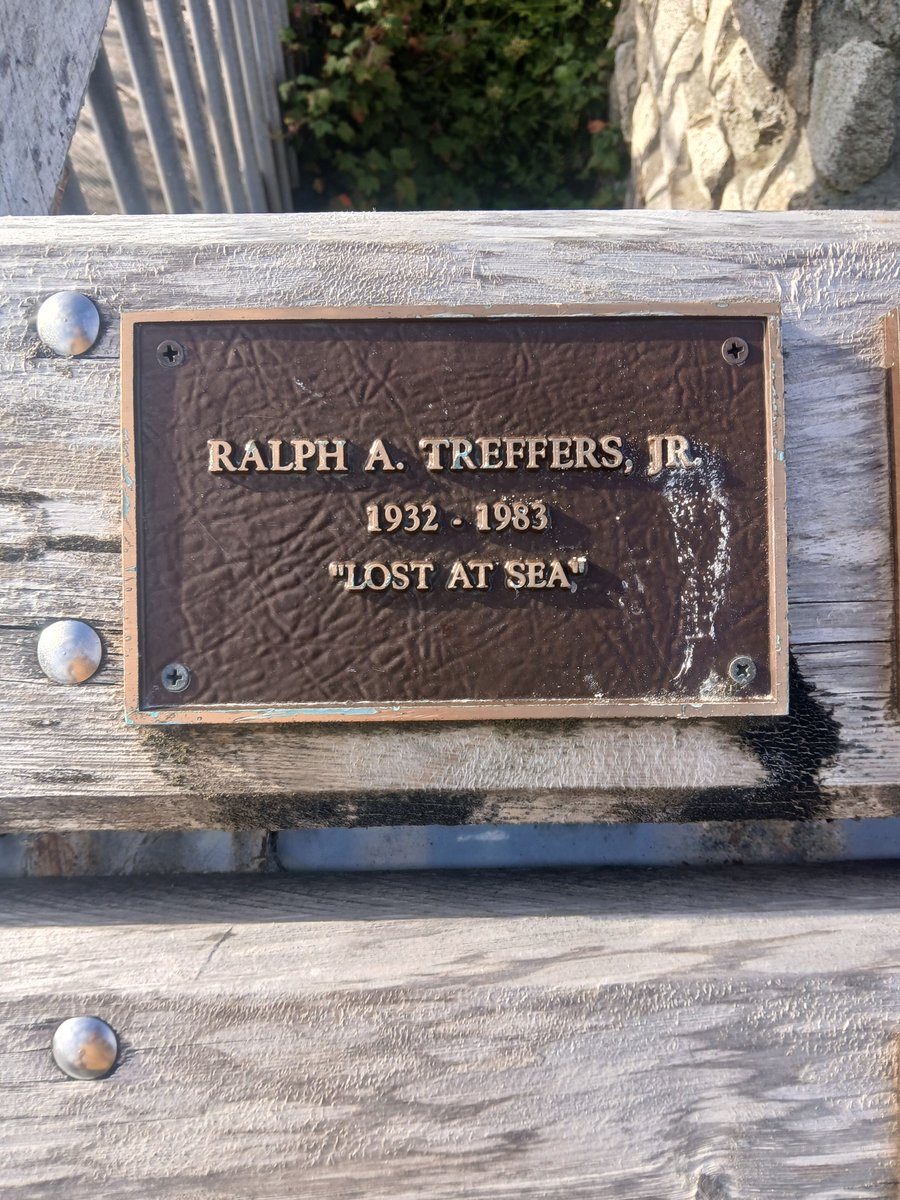 RALPH A. TREFFERS, JR.
1932 - 1983
"LOST AT SEA"